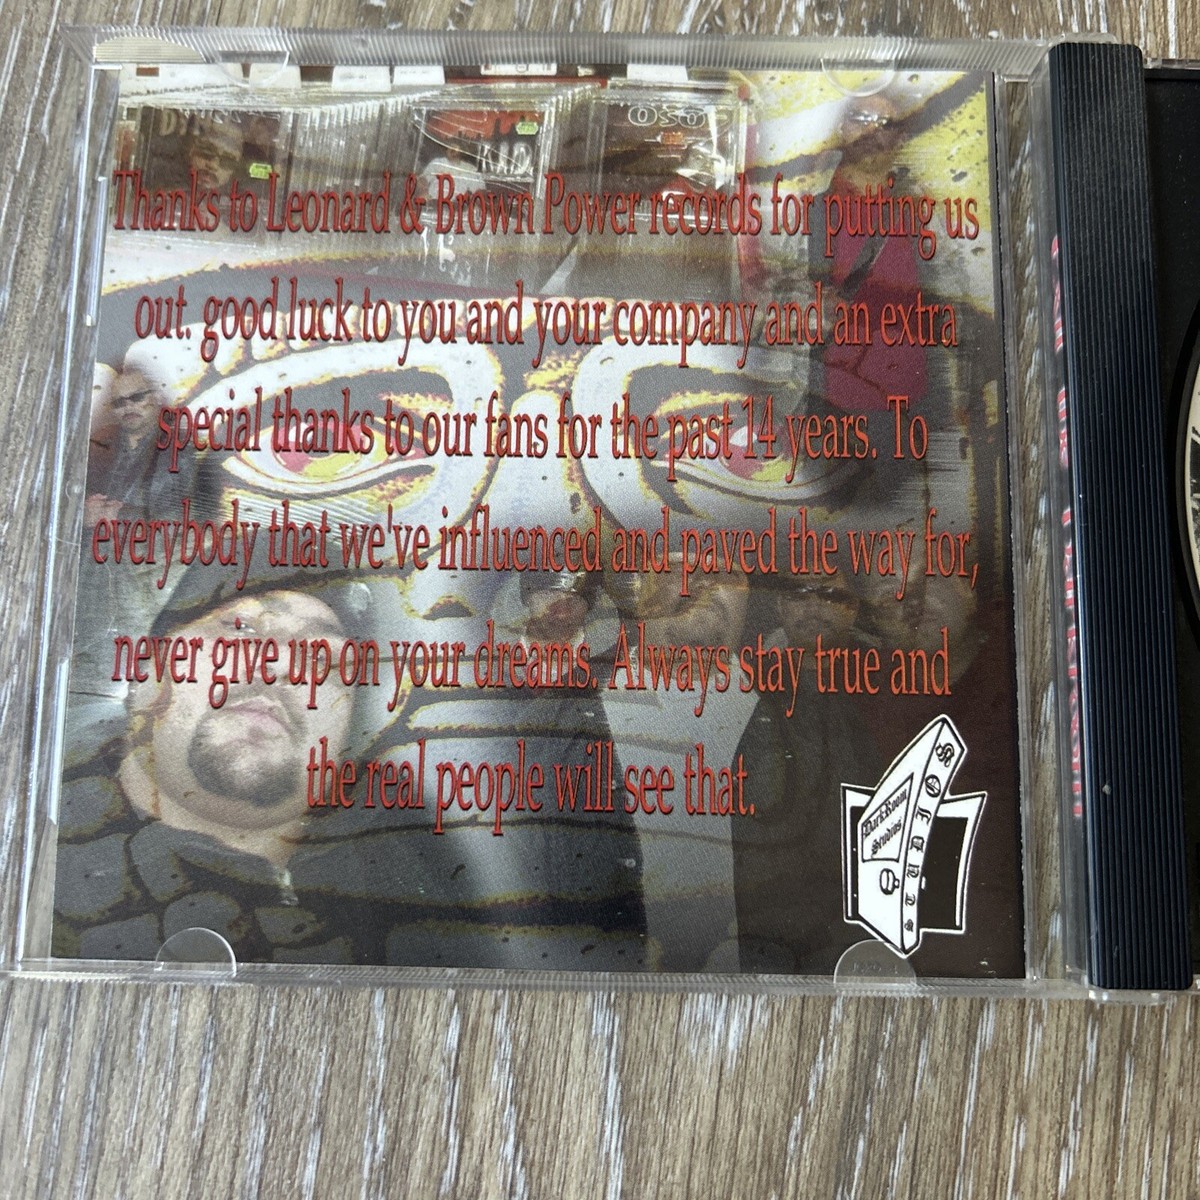 Thanks to Leonard & Brown Power records for putting us
out. good luck to you and your company and an extra
special thanks to our fans for the past 14 years. To
everybody that we've influenced and paved the way for,
never give up on your dreams. Always stay true and
the real people will see that.
DarkRoom
Studios